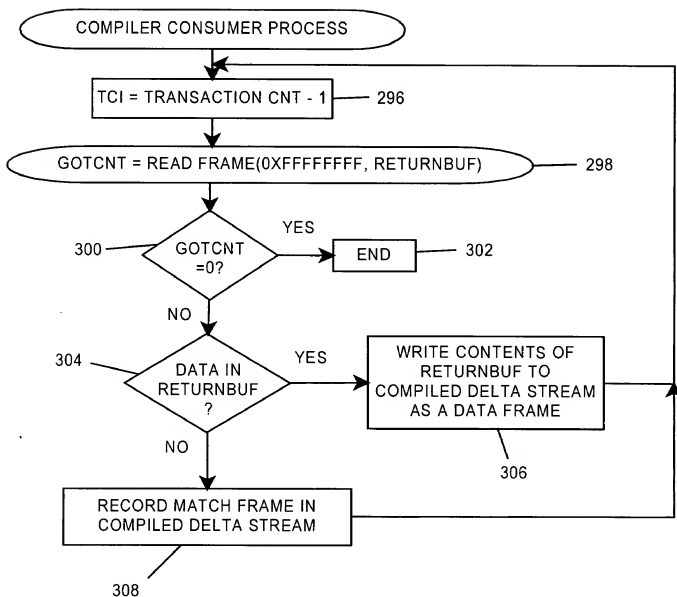 COMPILER CONSUMER PROCESS
TCI = TRANSACTION CNT - 1
296
GOTCNT = READ FRAME(0XFFFFFFFF, RETURNBUF)
298
300
GOTCNT
=0?
YES
END
302
NO
304
DATA IN
RETURNBUF
?
YES
WRITE CONTENTS OF
RETURNBUF TO
COMPILED DELTA STREAM
AS A DATA FRAME
306
NO
RECORD MATCH FRAME IN
COMPILED DELTA STREAM
308